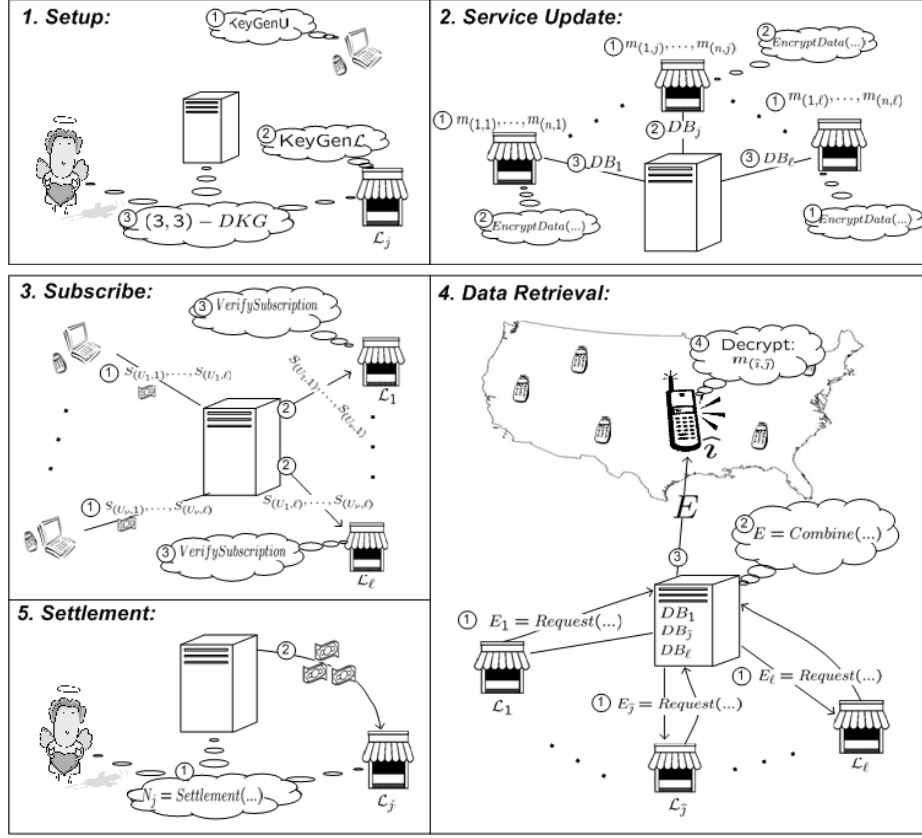 1. Setup:
① KeyGenU
② KeyGenL
③ (3,3) − DKG
ℒ_j
2. Service Update:
① m_(1,j), . . . , m_(n,j)
② EncryptData(...)
① m_(1,1), . . . , m_(n,1)
① m_(1,ℓ), . . . , m_(n,ℓ)
② DB_j
③ DB_1
③ DB_ℓ
② EncryptData(...)
① EncryptData(...)
3. Subscribe:
③ VerifySubscription
① S_(U_1,1), . . . , S_(U_1,ℓ)
② S_(U_1,1), . . . , S_(U_ν,1)
ℒ_1
① S_(U_ν,1), . . . , S_(U_ν,ℓ)
② S_(U_1,ℓ), . . . , S_(U_ν,ℓ)
③ VerifySubscription
ℒ_ℓ
4. Data Retrieval:
④ Decrypt:
m_(î,ĵ)
î
E
② E = Combine(...)
③
① E_1 = Request(...)
DB_1
DB_ĵ
DB_ℓ
ℒ_1
① E_ĵ = Request(...)
① E_ℓ = Request(...)
ℒ_ĵ
ℒ_ℓ
5. Settlement:
②
①
N_j = Settlement(...)
ℒ_j